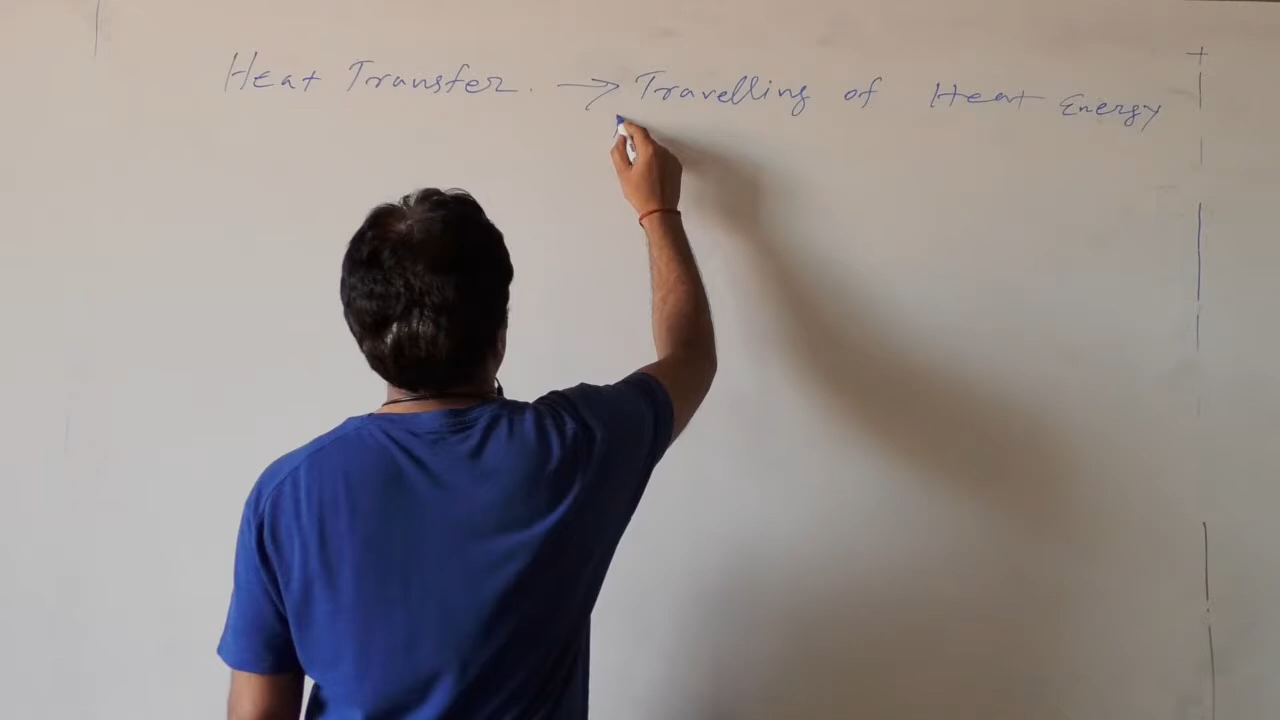 Heat Transfer. → Travelling of Heat Energy